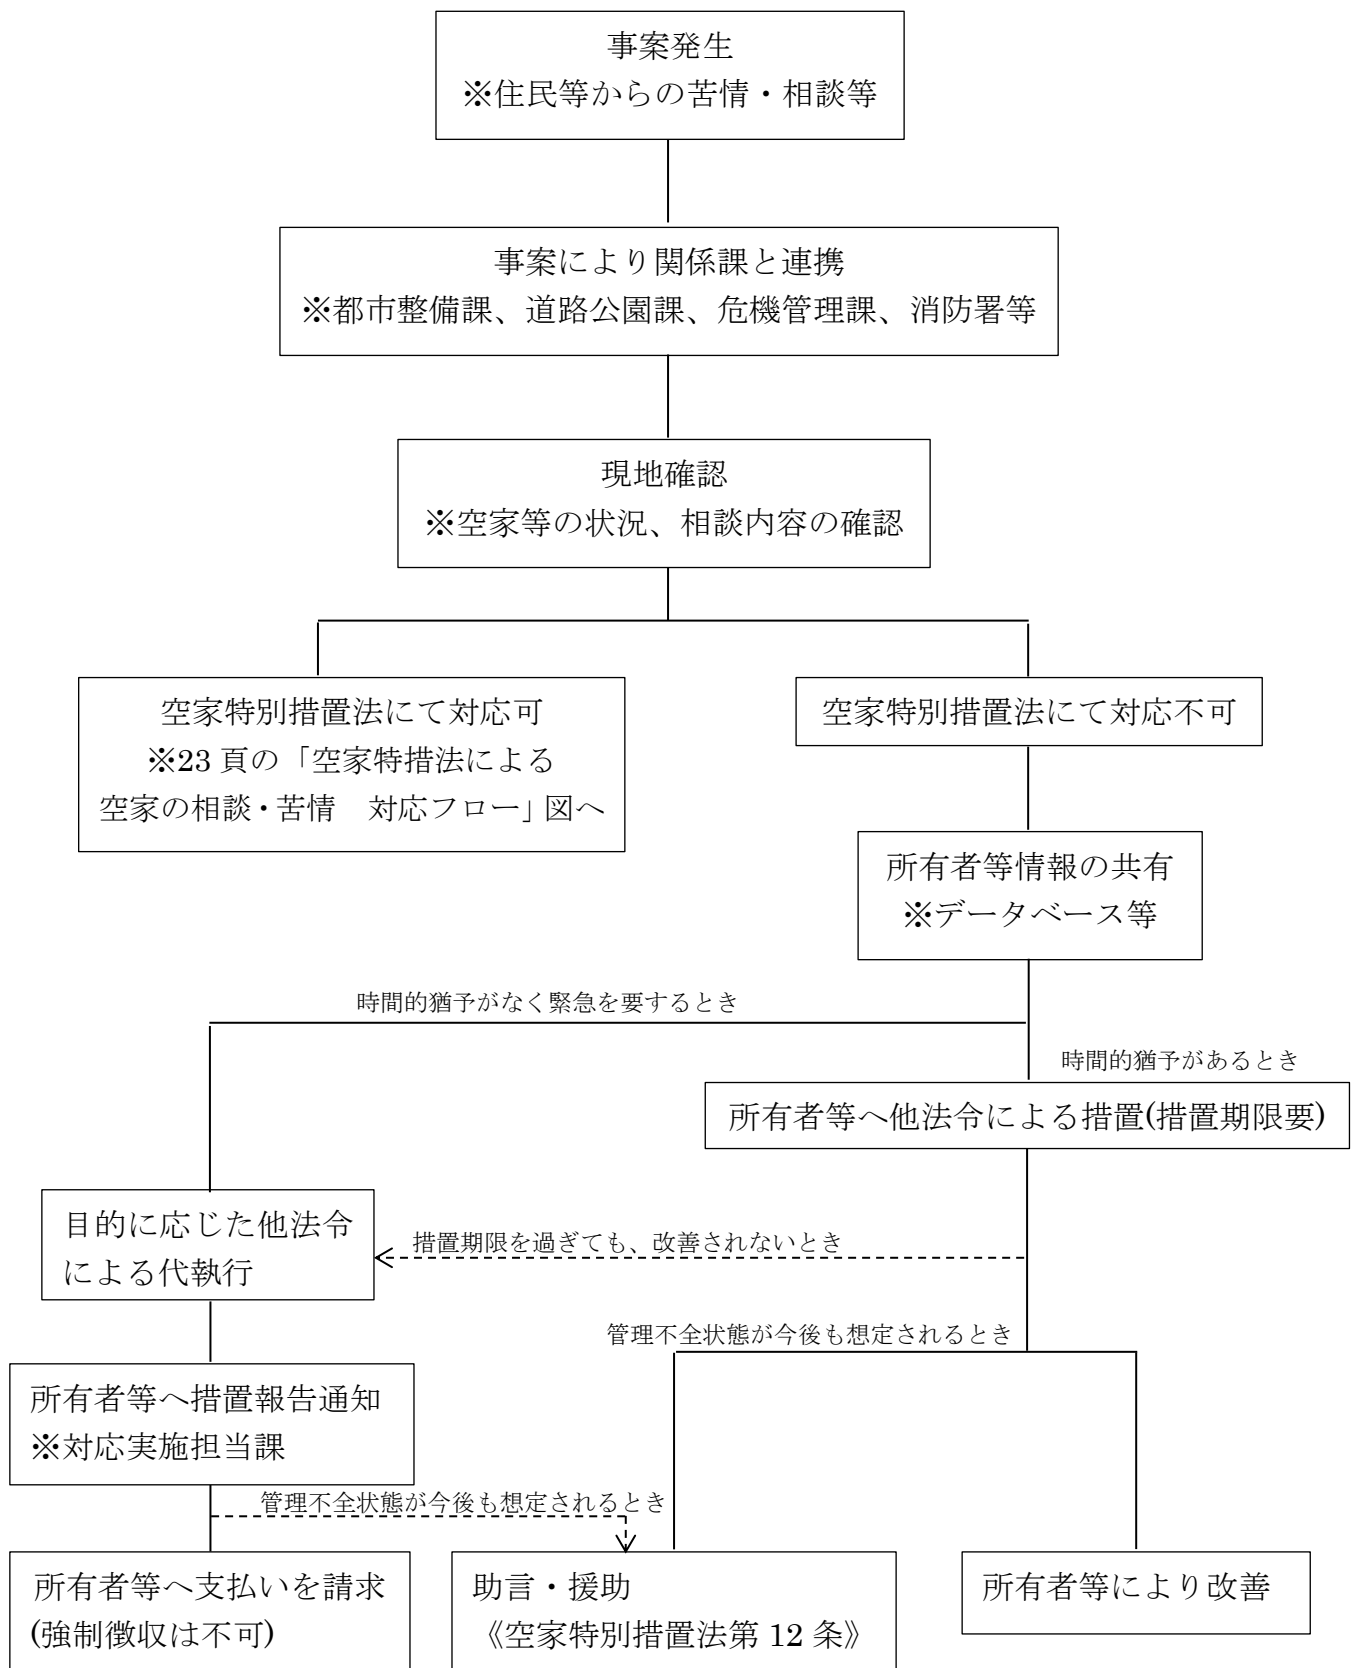 事案発生
※住民等からの苦情・相談等
事案により関係課と連携
※都市整備課、道路公園課、危機管理課、消防署等
現地確認
※空家等の状況、相談内容の確認
空家特別措置法にて対応可
※23 頁の「空家特措法による
空家の相談・苦情　対応フロー」図へ
空家特別措置法にて対応不可
所有者等情報の共有
※データベース等
時間的猶予がなく緊急を要するとき
時間的猶予があるとき
所有者等へ他法令による措置(措置期限要)
目的に応じた他法令
による代執行
措置期限を過ぎても、改善されないとき
管理不全状態が今後も想定されるとき
所有者等へ措置報告通知
※対応実施担当課
管理不全状態が今後も想定されるとき
所有者等へ支払いを請求
(強制徴収は不可)
助言・援助
《空家特別措置法第 12 条》
所有者等により改善